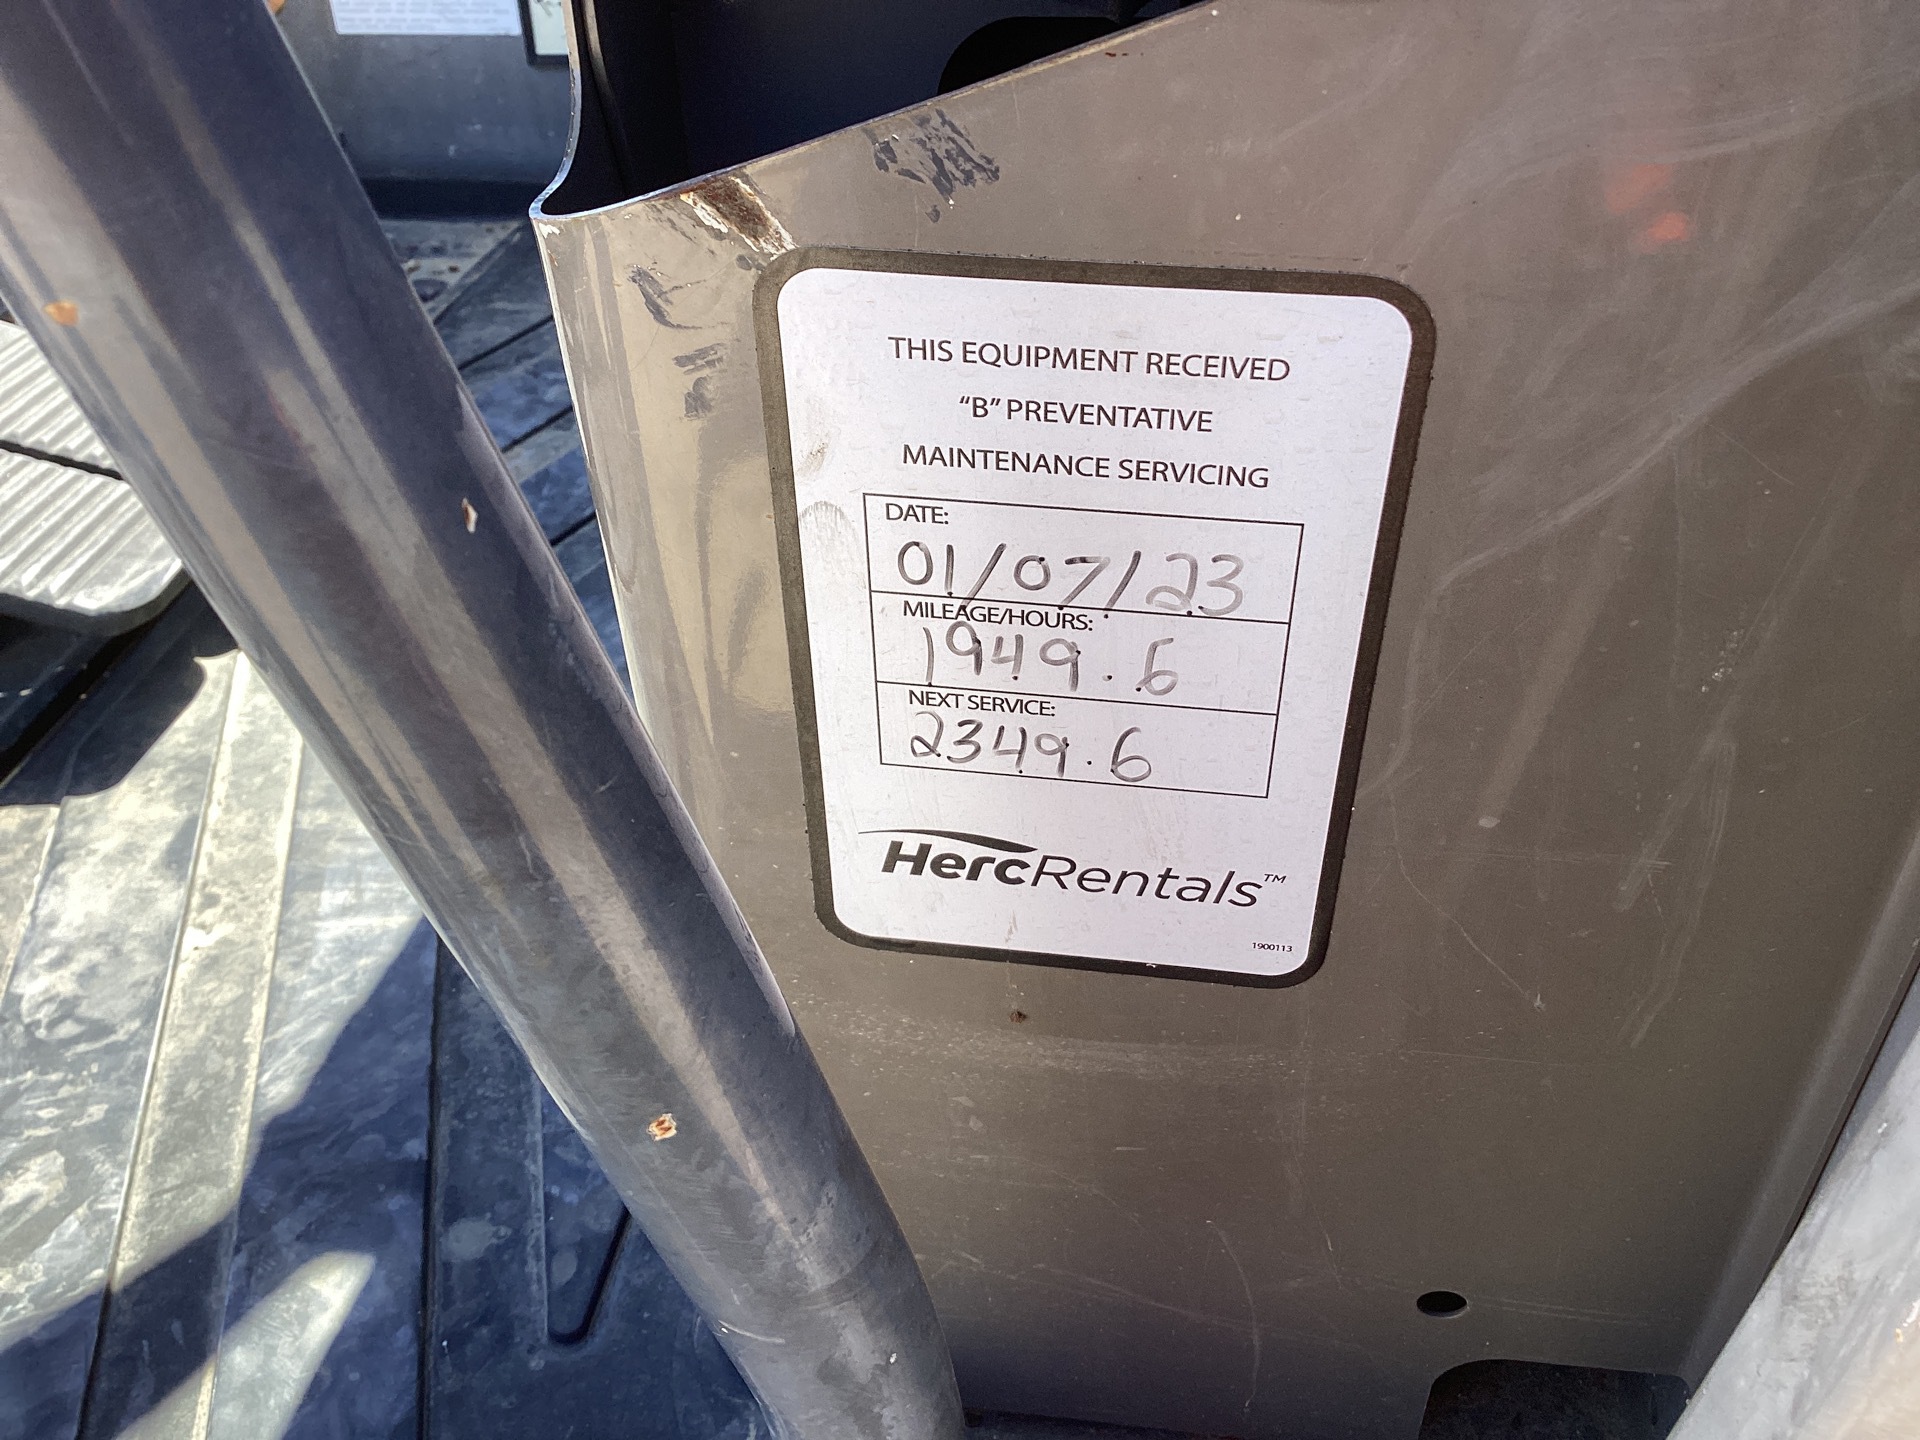 THIS EQUIPMENT RECEIVED
“B” PREVENTATIVE
MAINTENANCE SERVICING
DATE:
01/07/23
MILEAGE/HOURS:
1949.6
NEXT SERVICE:
2349.6
HercRentals™
1900113